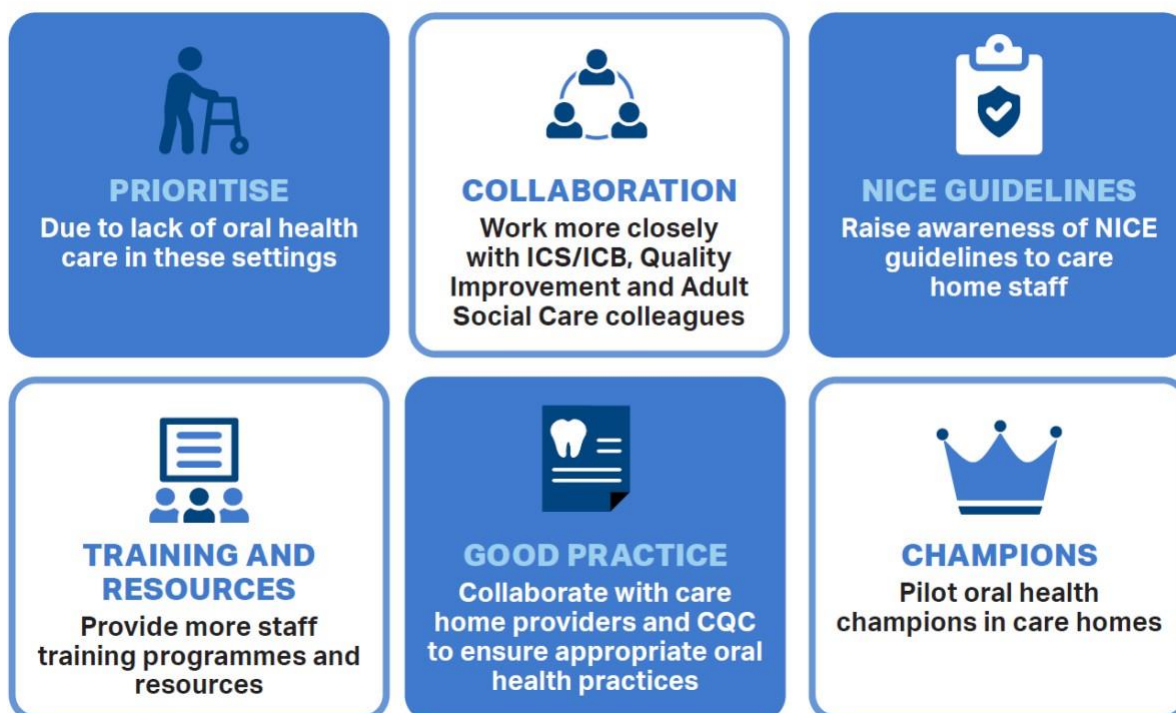 PRIORITISE
Due to lack of oral health
care in these settings
COLLABORATION
Work more closely
with ICS/ICB, Quality
Improvement and Adult
Social Care colleagues
NICE GUIDELINES
Raise awareness of NICE
guidelines to care
home staff
TRAINING AND
RESOURCES
Provide more staff
training programmes and
resources
GOOD PRACTICE
Collaborate with care
home providers and CQC
to ensure appropriate oral
health practices
CHAMPIONS
Pilot oral health
champions in care homes